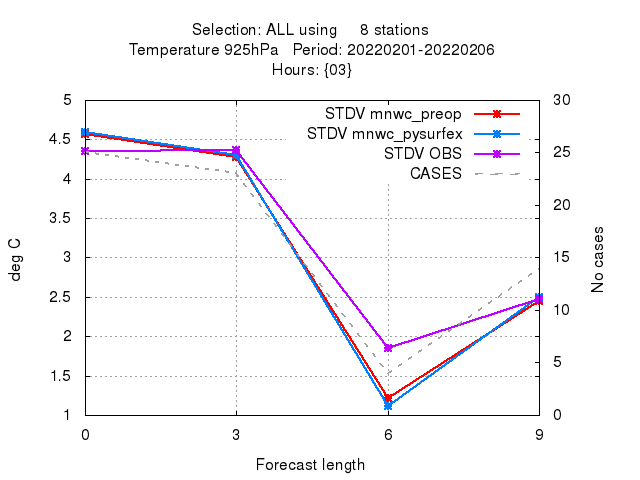 Selection: ALL using     8 stations
Temperature 925hPa   Period: 20220201-20220206
Hours: {03}
5 30
STDV mnwc_preop
4.5
STDV mnwc_pysurfex
25
STDV OBS
4
CASES
20
3.5
3 15
deg C
No cases
2.5
10
2
5
1.5
1 0
0 3 6 9
Forecast length